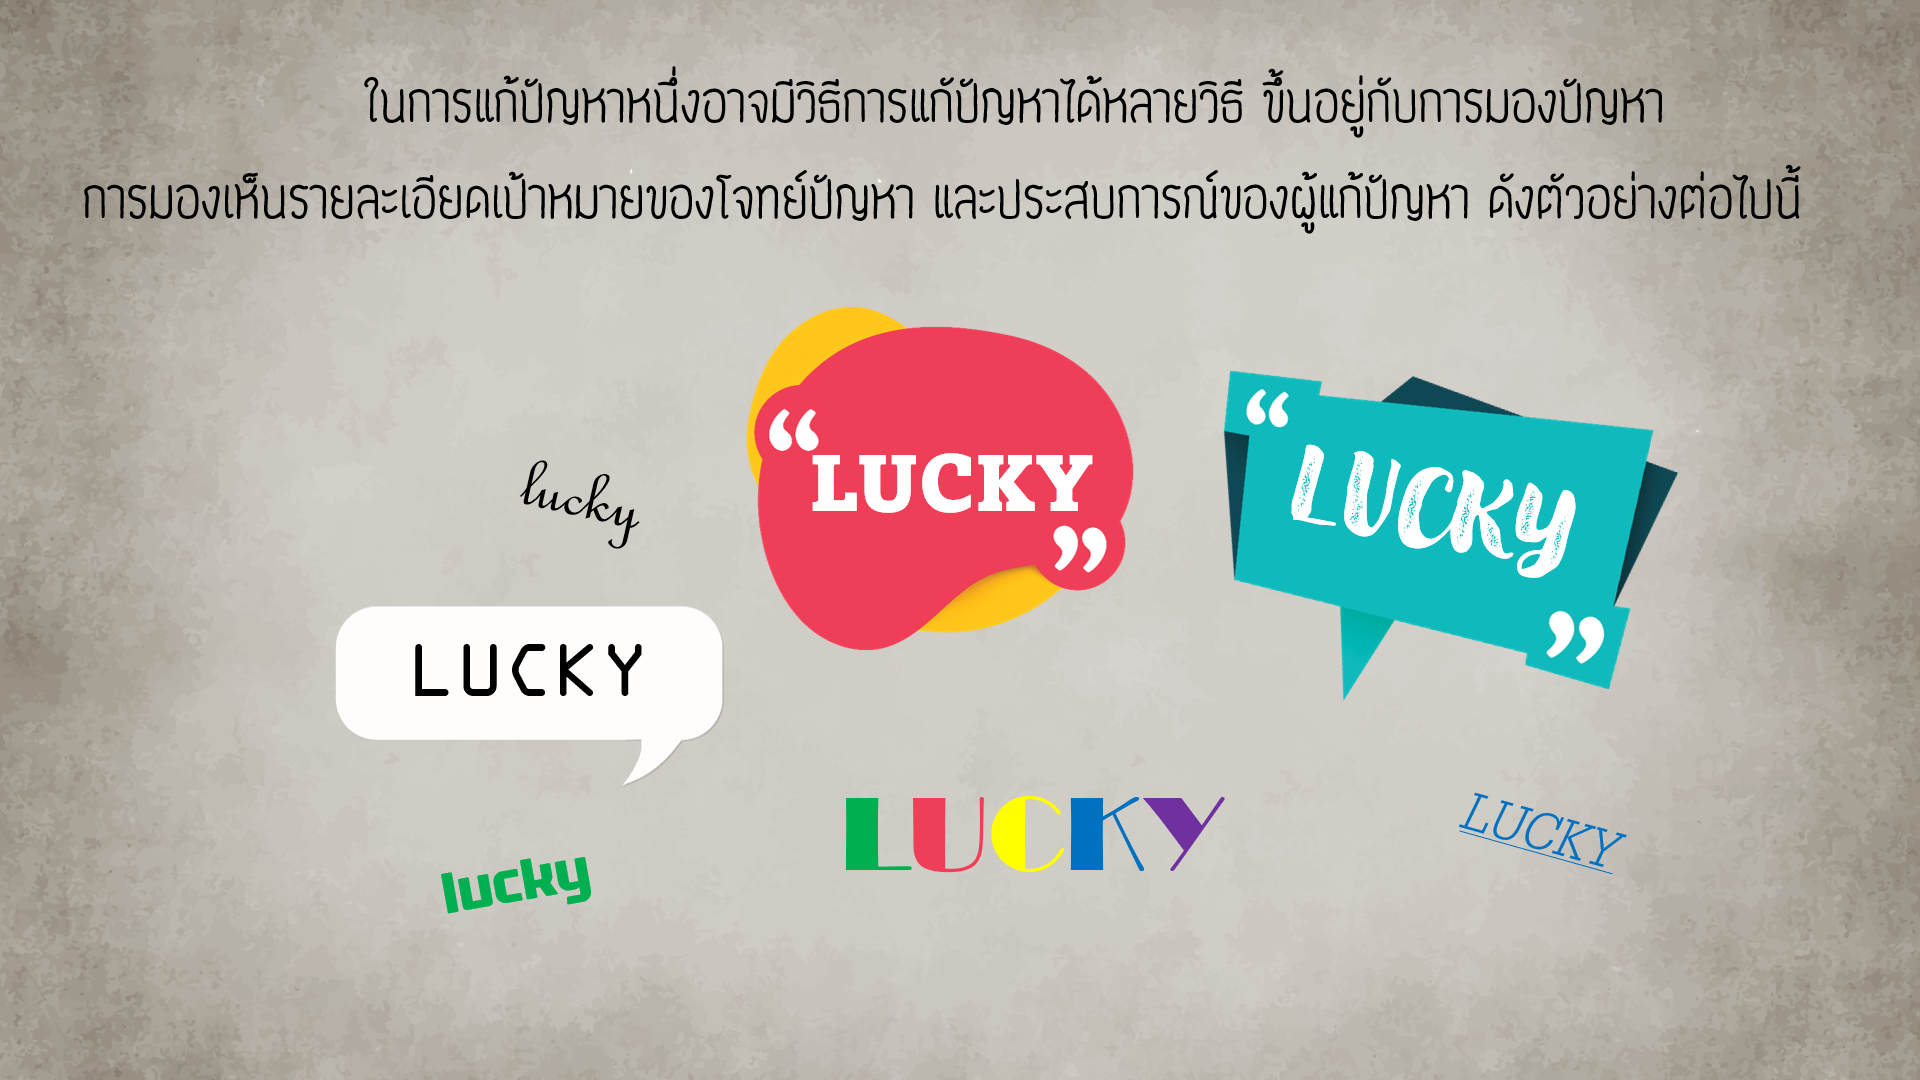 ในการแก้ปัญหาหนึ่งอาจมีวิธีการแก้ปัญหาได้หลายวิธี ขึ้นอยู่กับการมองปัญหา
การมองเห็นรายละเอียดเป้าหมายของโจทย์ปัญหา และประสบการณ์ของผู้แก้ปัญหา ดังตัวอย่างต่อไปนี้
lucky
“LUCKY”
“LUCKY”
LUCKY
lucky
LUCKY
LUCKY